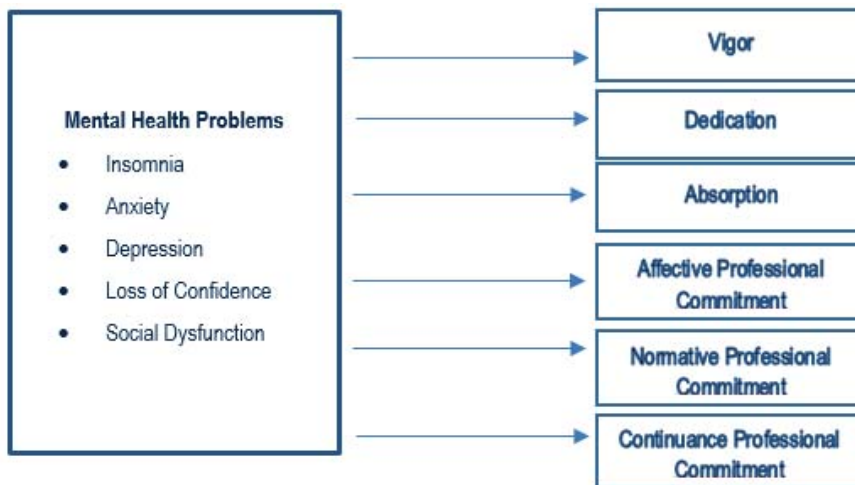 Mental Health Problems
• Insomnia
• Anxiety
• Depression
• Loss of Confidence
• Social Dysfunction
Vigor
Dedication
Absorption
Affective Professional
Commitment
Normative Professional
Commitment
Continuance Professional
Commitment